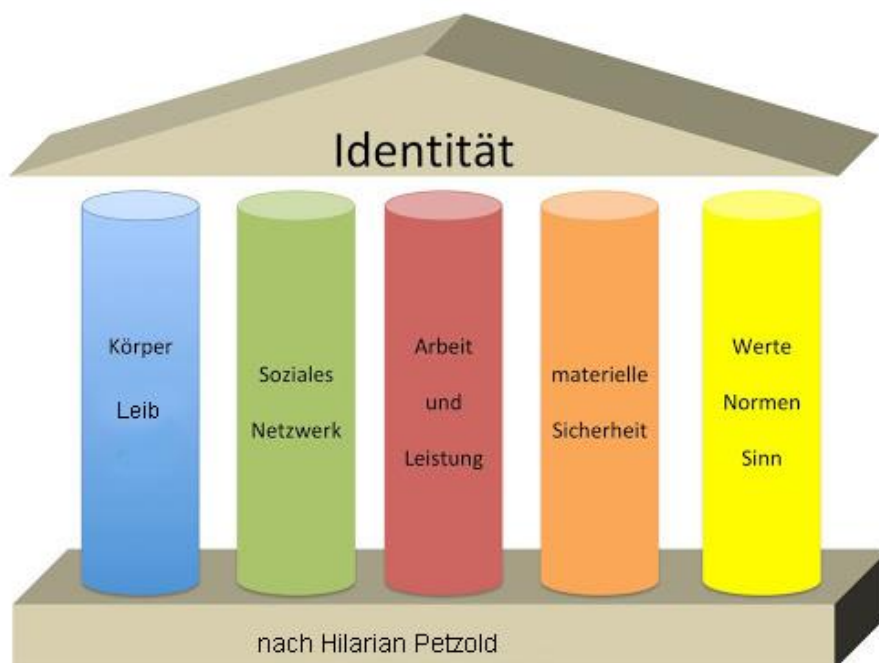 Identität
Körper
Leib
Soziales
Netzwerk
Arbeit
und
Leistung
materielle
Sicherheit
Werte
Normen
Sinn
nach Hilarian Petzold